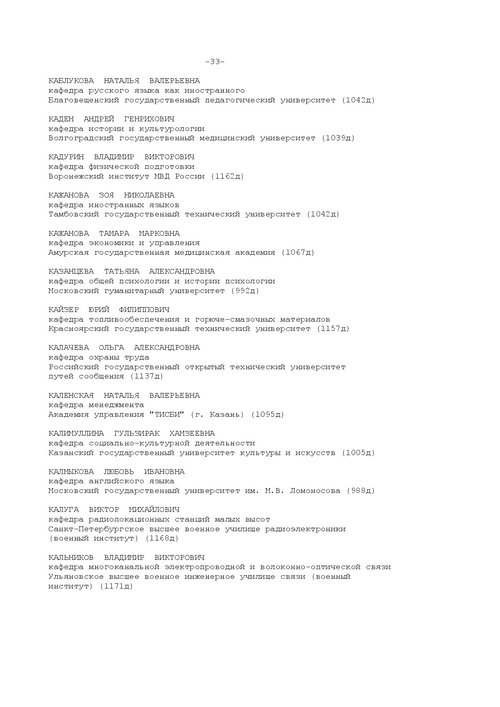 -33-
КАБЛУКОВА НАТАЛЬЯ ВАЛЕРЬЕВНА
кафедра русского языка как иностранного
Благовещенский государственный педагогический университет (1042д)
КАДЕН АНДРЕЙ ГЕНРИХОВИЧ
кафедра истории и культурологии
Волгоградский государственный медицинский университет (1039д)
КАДУРИН ВЛАДИМИР ВИКТОРОВИЧ
кафедра физической подготовки
Воронежский институт МВД России (1162д)
КАЖАНОВА ЗОЯ НИКОЛАЕВНА
кафедра иностранных языков
Тамбовский государственный технический университет (1042д)
КАЖАНОВА ТАМАРА МАРКОВНА
кафедра экономики и управления
Амурская государственная медицинская академия (1067д)
КАЗАНЦЕВА ТАТЬЯНА АЛЕКСАНДРОВНА
кафедра общей психологии и истории психологии
Московский гуманитарный университет (992д)
КАЙЗЕР ЮРИЙ ФИЛИППОВИЧ
кафедра топливообеспечения и горюче-смазочных материалов
Красноярский государственный технический университет (1157д)
КАЛАЧЕВА ОЛЬГА АЛЕКСАНДРОВНА
кафедра охраны труда
Российский государственный открытый технический университет
путей сообщения (1137д)
КАЛЕНСКАЯ НАТАЛЬЯ ВАЛЕРЬЕВНА
кафедра менеджмента
Академия управления "ТИСБИ" (г. Казань) (1095д)
КАЛИМУЛЛИНА ГУЛЬЗИРАК ХАМЗЕЕВНА
кафедра социально-культурной деятельности
Казанский государственный университет культуры и искусств (1005д)
КАЛМЫКОВА ЛЮБОВЬ ИВАНОВНА
кафедра английского языка
Московский государственный университет им. М.В. Ломоносова (988д)
КАЛУГА ВИКТОР МИХАЙЛОВИЧ
кафедра радиолокационных станций малых высот
Санкт-Петербургское высшее военное училище радиоэлектроники
(военный институт) (1168д)
КАЛЬНИКОВ ВЛАДИМИР ВИКТОРОВИЧ
кафедра многоканальной электропроводной и волоконно-оптической связи
Ульяновское высшее военное инженерное училище связи (военный
институт) (1171д)